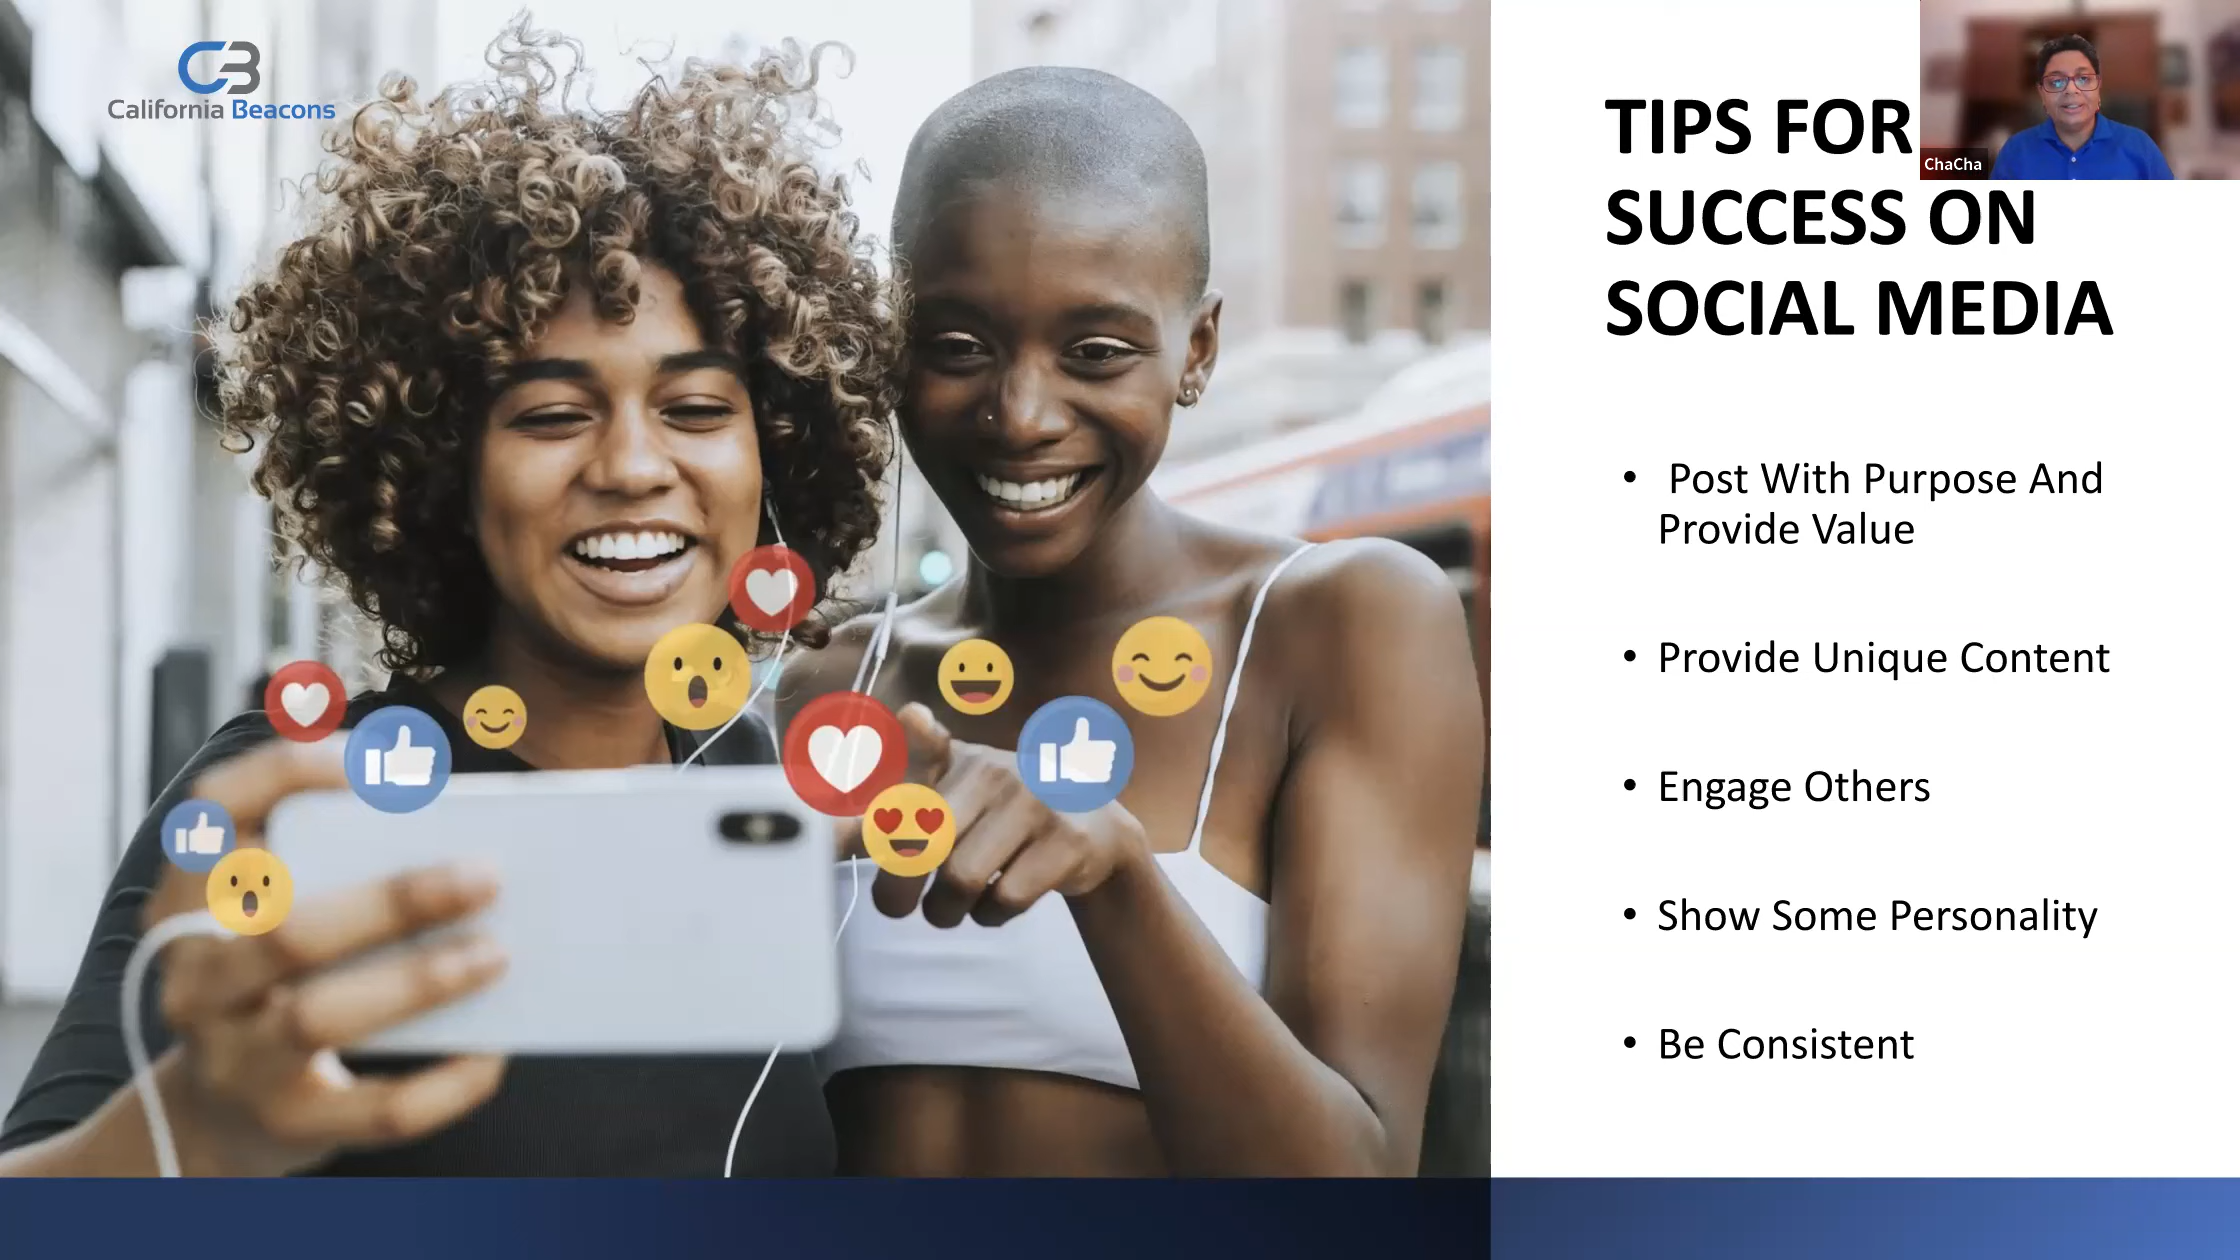 California Beacons
TIPS FOR
SUCCESS ON
SOCIAL MEDIA
ChaCha
• Post With Purpose And
Provide Value
• Provide Unique Content
• Engage Others
• Show Some Personality
• Be Consistent